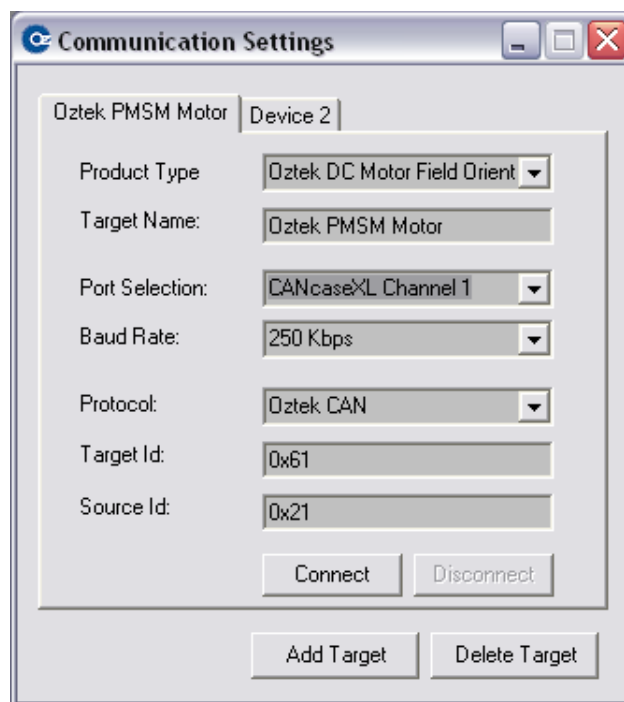 Communication Settings
Oztek PMSM Motor
Device 2
Product Type
Oztek DC Motor Field Orient
Target Name:
Oztek PMSM Motor
Port Selection:
CANcaseXL Channel 1
Baud Rate:
250 Kbps
Protocol:
Oztek CAN
Target Id:
0x61
Source Id:
0x21
Connect
Disconnect
Add Target
Delete Target